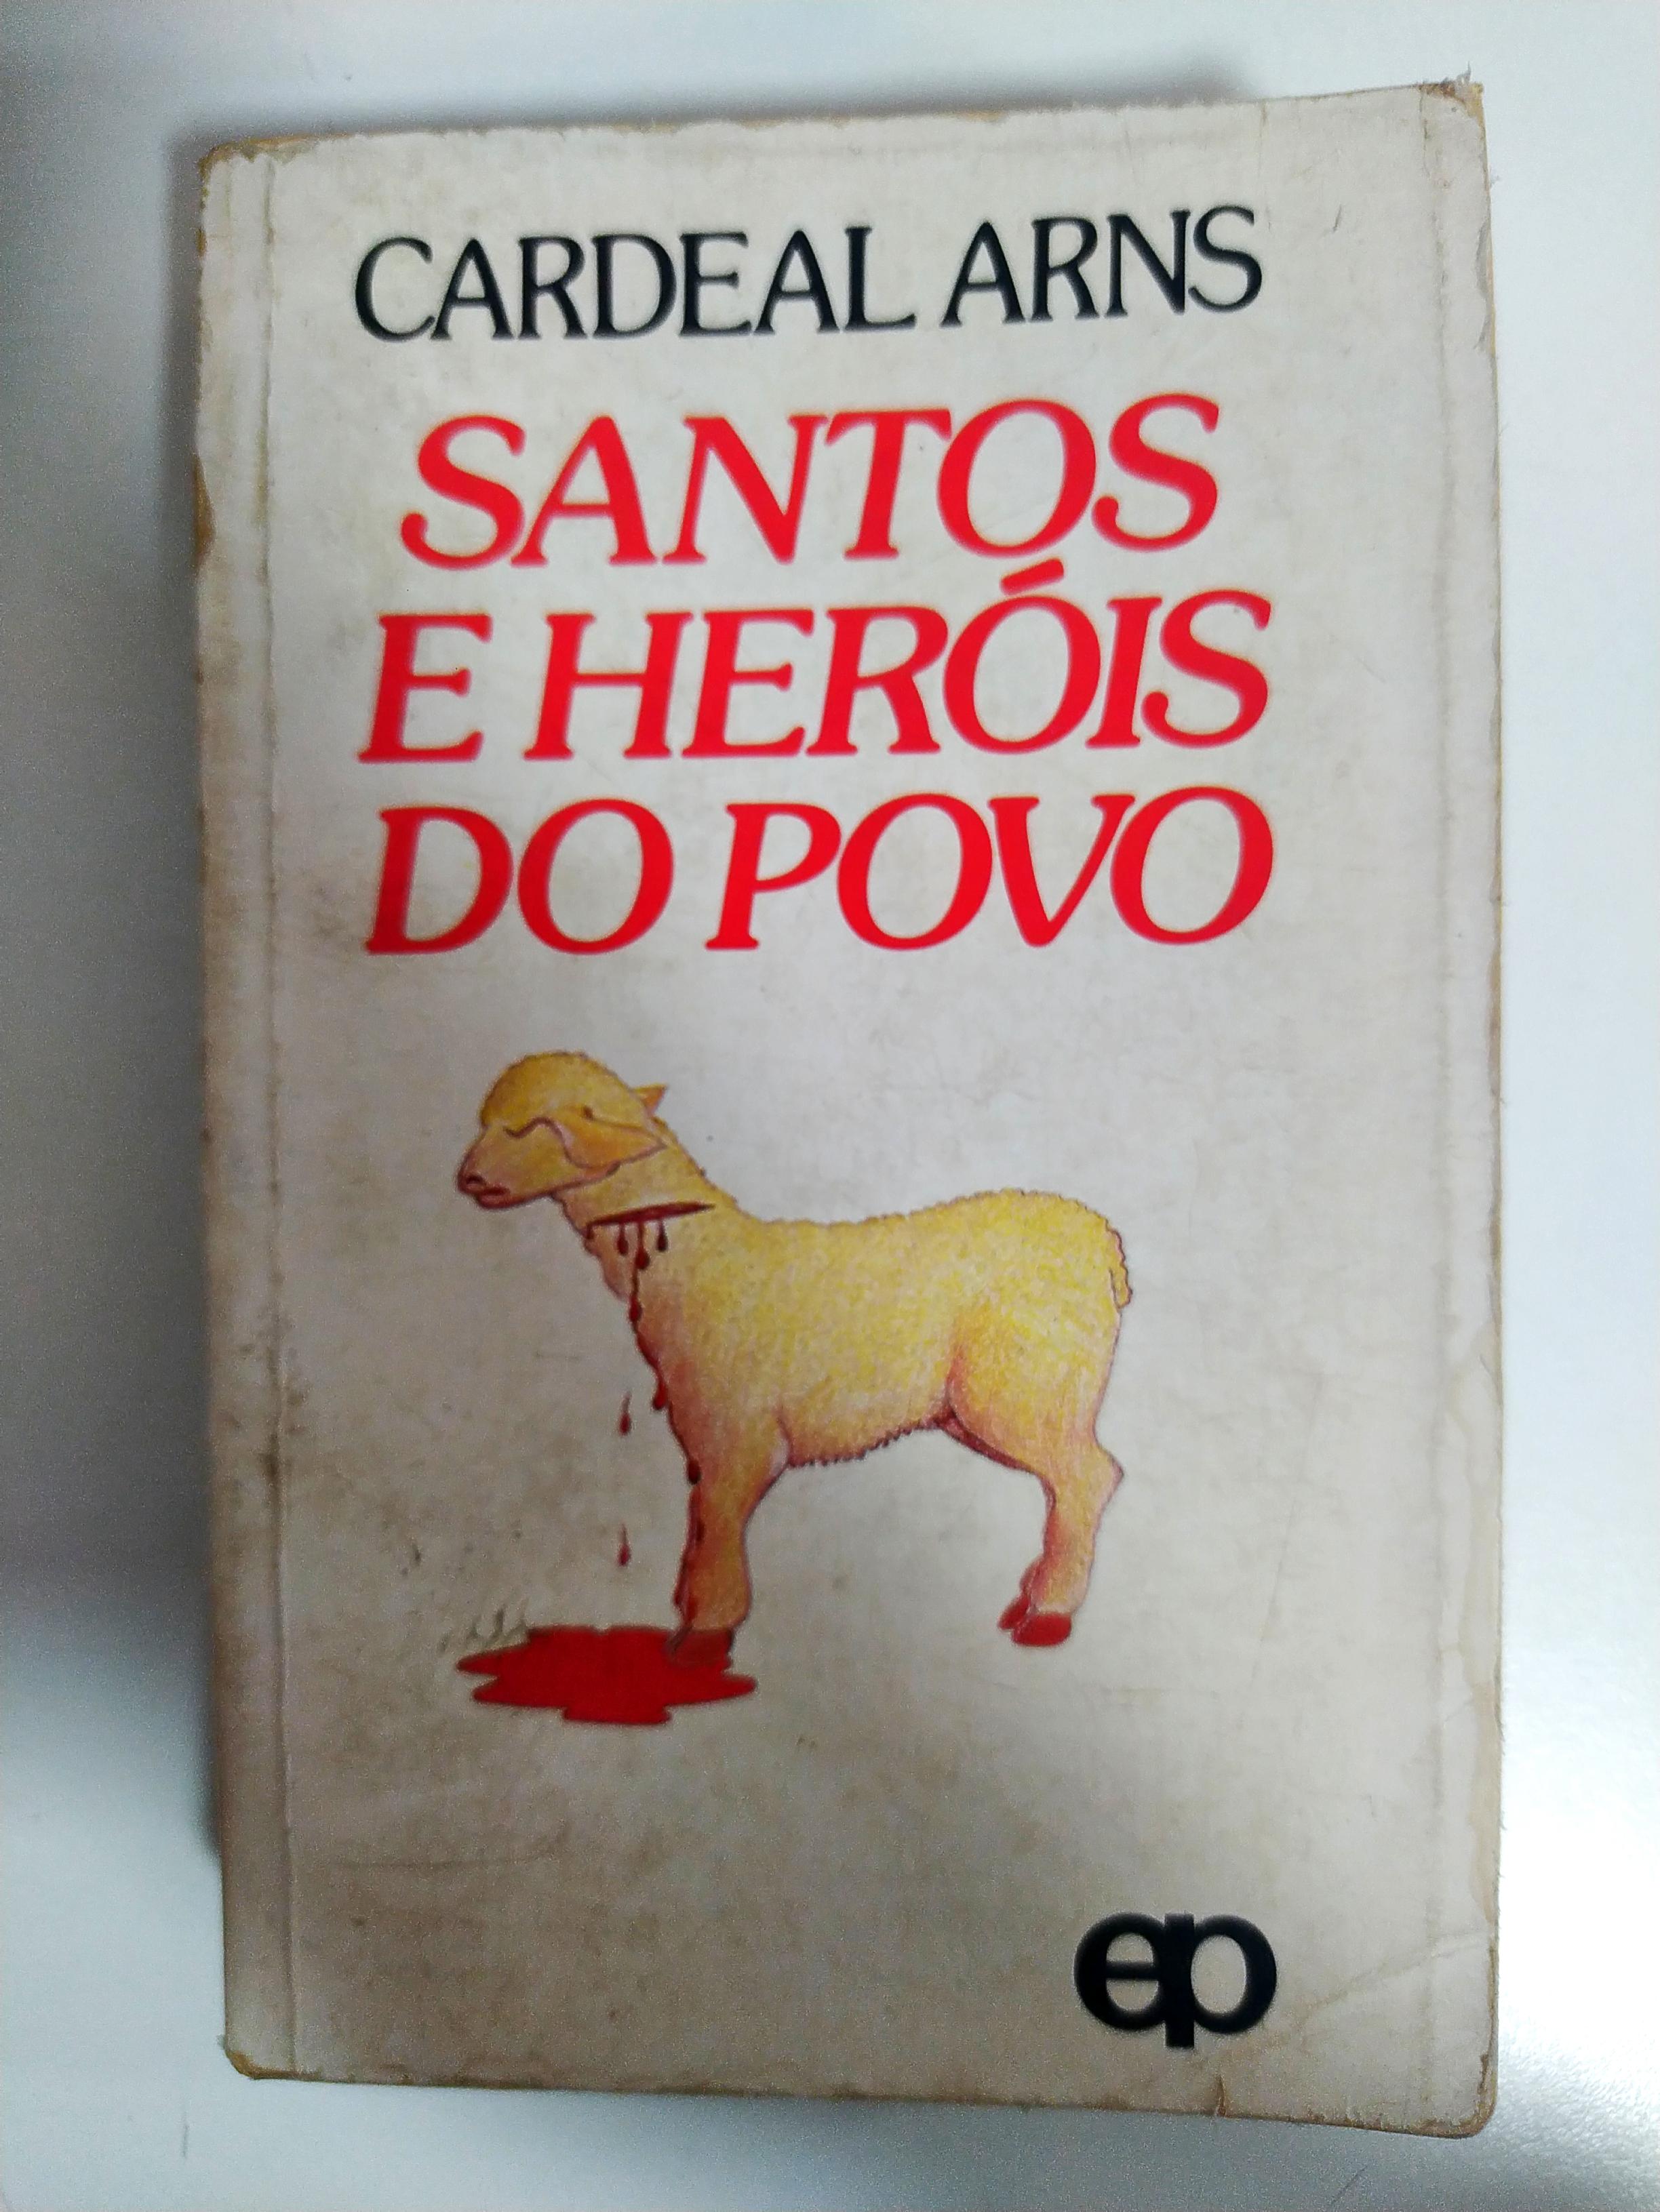 CARDEAL ARNS
SANTOS
E HERÓIS
DO POVO
ep